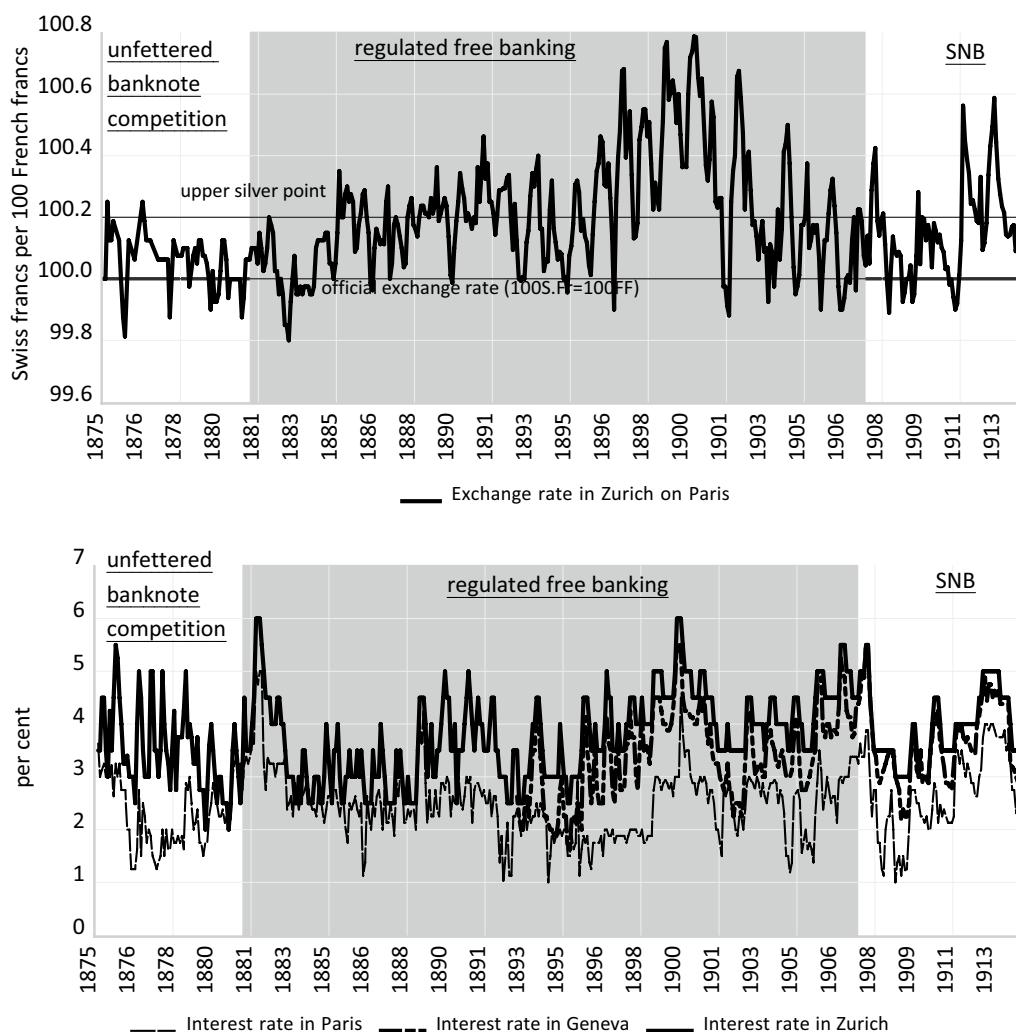 Swiss francs per 100 French francs
100.8
100.6
100.4
100.2
100.0
99.8
99.6
unfettered
banknote
competition
regulated free banking
SNB
upper silver point
official exchange rate (100S.Fr=100FF)
1875 1876 1878 1880 1881 1883 1885 1886 1888 1890 1891 1893 1895 1896 1898 1900 1901 1903 1905 1906 1908 1909 1911 1913
Exchange rate in Zurich on Paris
per cent
7
6
5
4
3
2
1
0
unfettered
banknote
competition
regulated free banking
SNB
1875 1876 1878 1880 1881 1883 1885 1886 1888 1890 1891 1893 1895 1896 1898 1900 1901 1903 1905 1906 1908 1909 1911 1913
Interest rate in Paris Interest rate in Geneva Interest rate in Zurich